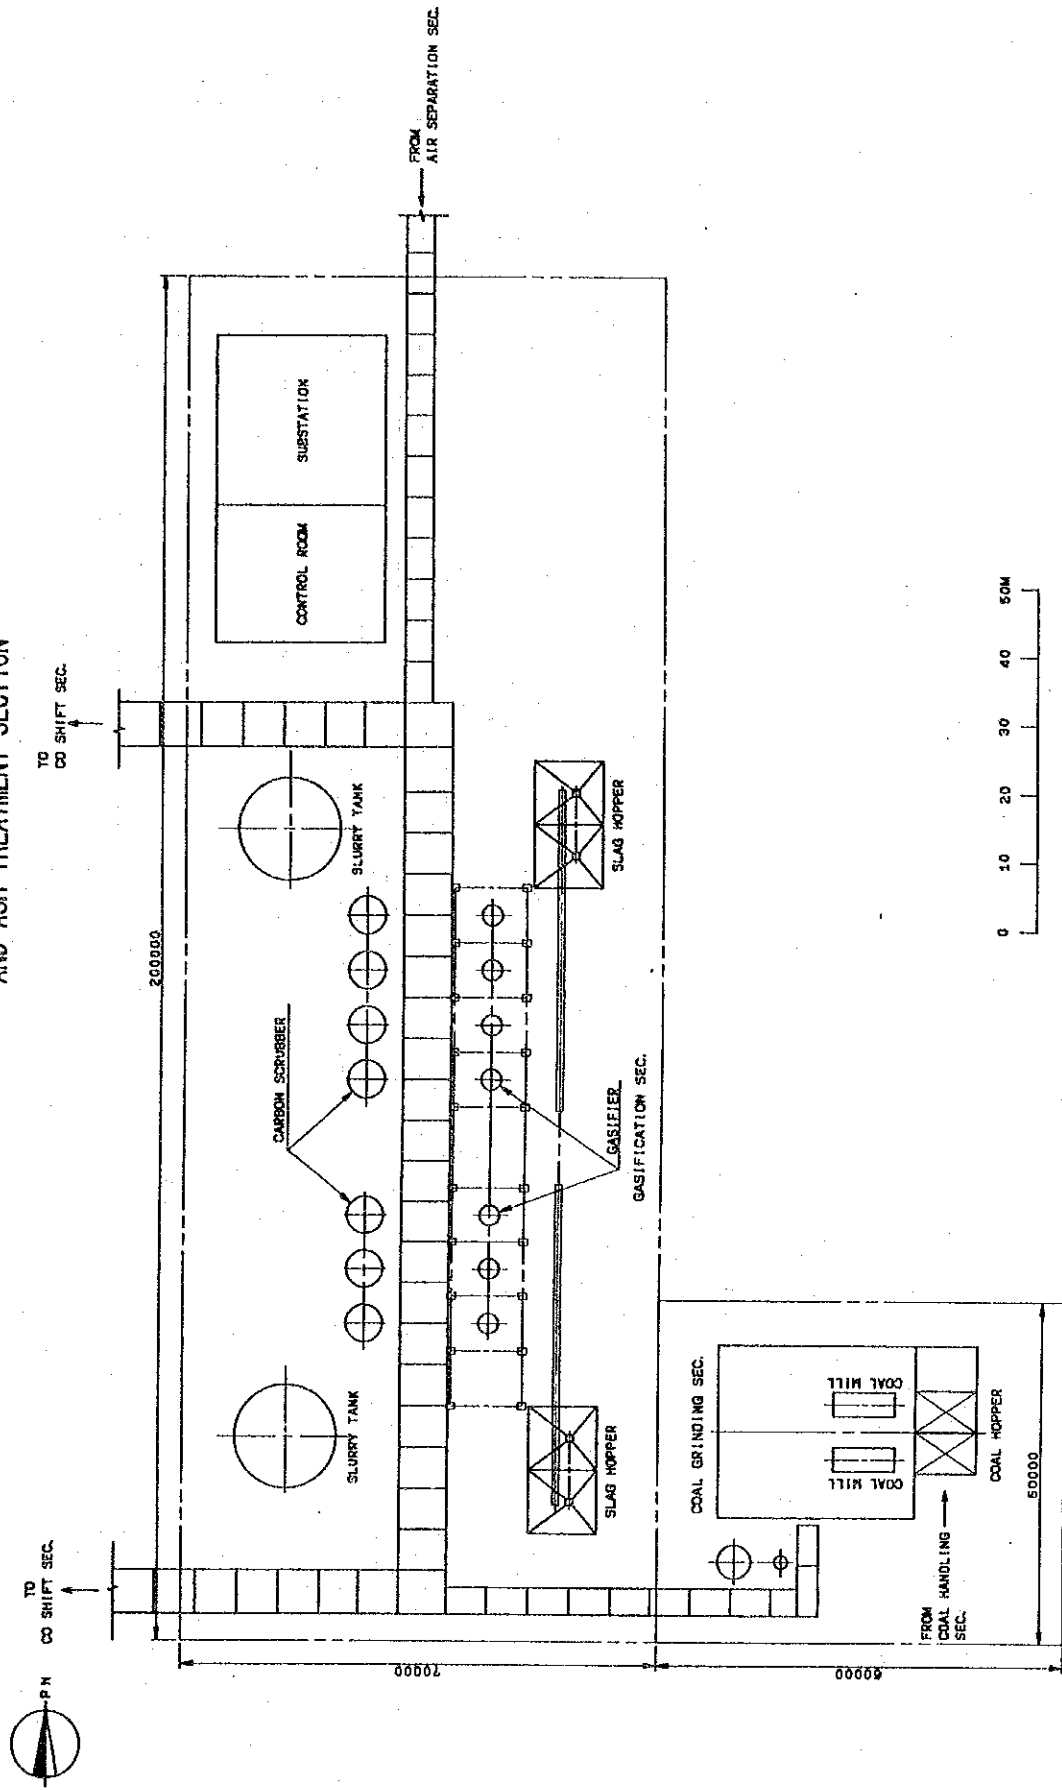 AND ASH TREATMENT SECTION
P N
TO
CO SHIFT SEC.
TO
CO SHIFT SEC.
200000
FROM
AIR SEPARATION SEC.
SLURRY TANK
CARBON SCRUBBER
SLURRY TANK
CONTROL ROOM
SUBSTATION
70000
SLAG HOPPER
GASIFIER
GASIFICATION SEC.
SLAG HOPPER
60000
COAL GRINDING SEC.
COAL MILL
COAL MILL
FROM
COAL HANDLING
SEC.
COAL HOPPER
50000
0 10 20 30 40 50M